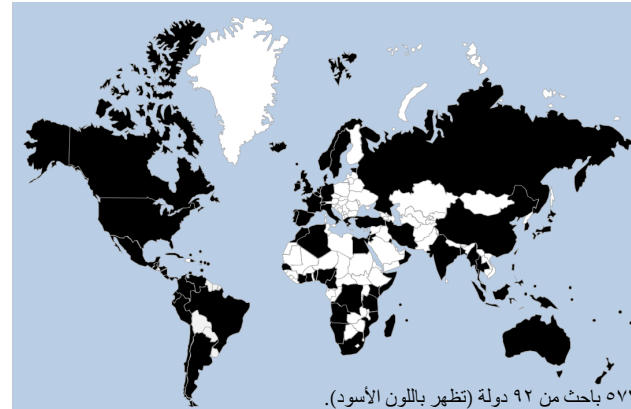 باحث من ٩٢ دولة (تظهر باللون الأسود).